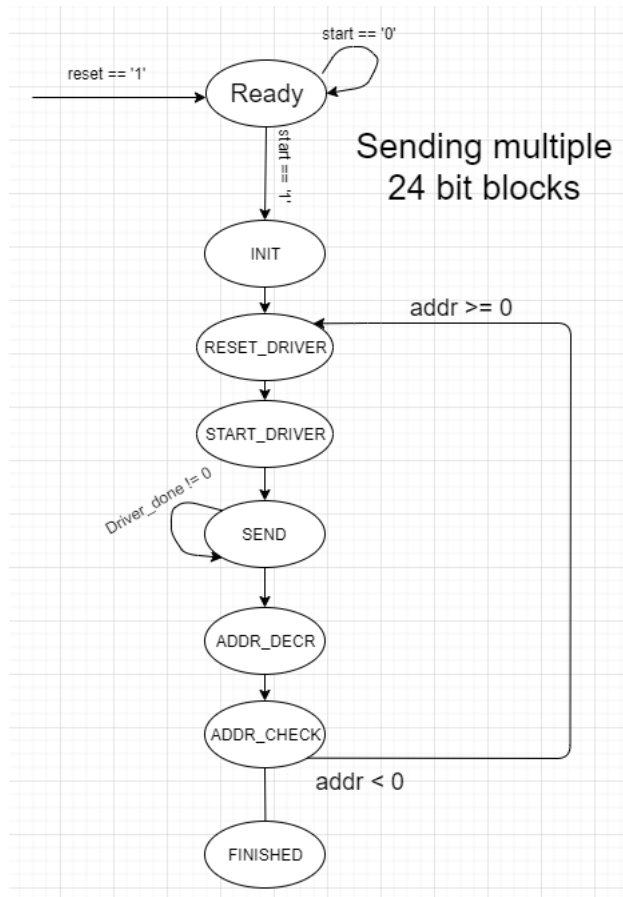 start == '0'
reset == '1'
Ready
start == '1'
Sending multiple
24 bit blocks
INIT
addr >= 0
RESET_DRIVER
START_DRIVER
Driver_done != 0
SEND
ADDR_DECR
ADDR_CHECK
addr < 0
FINISHED